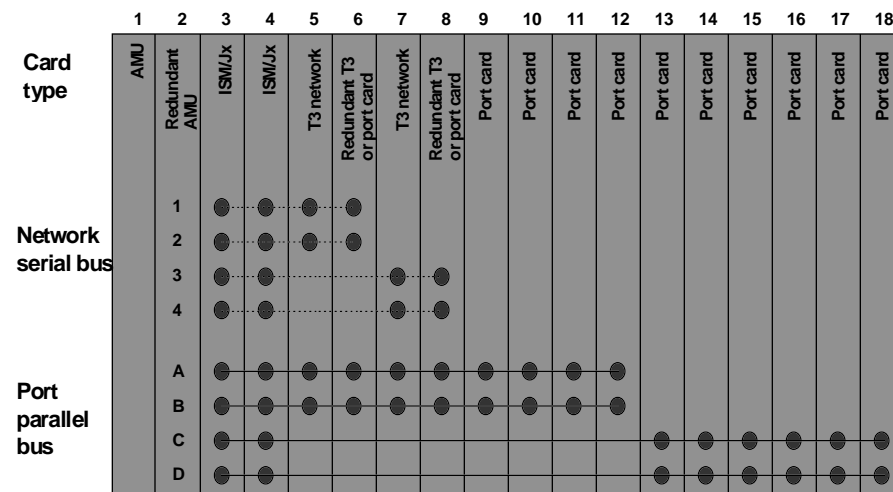 1 2 3 4 5 6 7 8 9 10 11 12 13 14 15 16 17 18
Card
type
AMU
Redundant
AMU
ISM/Jx
ISM/Jx
T3 network
Redundant T3
or port card
T3 network
Redundant T3
or port card
Port card
Port card
Port card
Port card
Port card
Port card
Port card
Port card
Port card
Port card
Network
serial bus
1
2
3
4
Port
parallel
bus
A
B
C
D